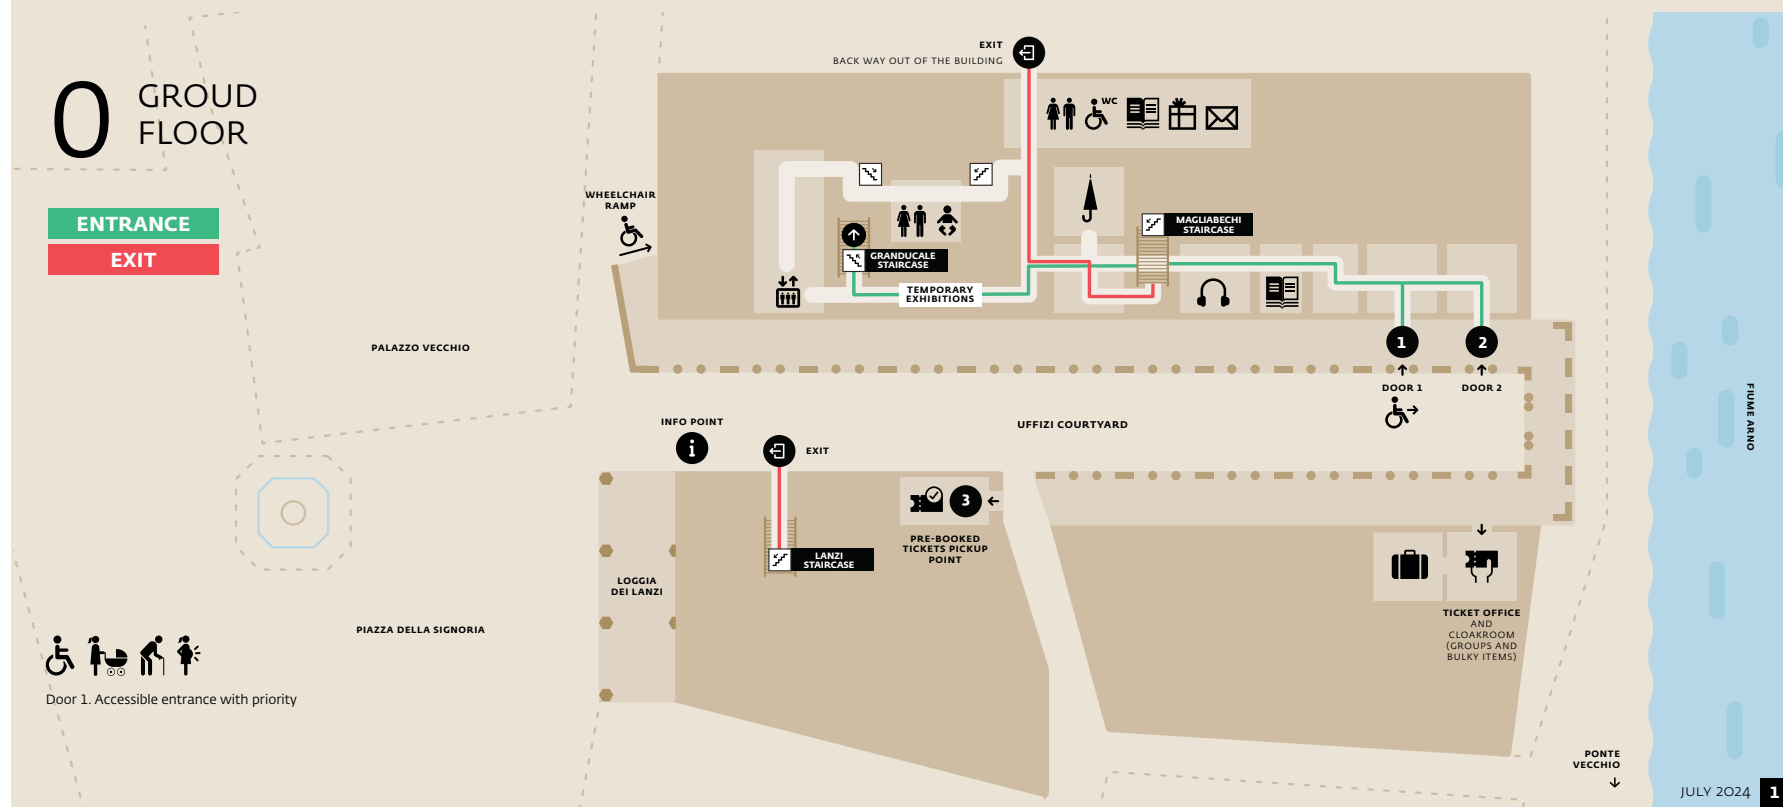 0
GROUD
FLOOR
ENTRANCE
EXIT
EXIT
BACK WAY OUT OF THE BUILDING
WC
WHEELCHAIR
RAMP
MAGLIABECHI
STAIRCASE
GRANDUCALE
STAIRCASE
TEMPORARY
EXHIBITIONS
PALAZZO VECCHIO
1
2
DOOR 1
DOOR 2
FIUME ARNO
INFO POINT
i
EXIT
UFFIZI COURTYARD
3
PRE-BOOKED
TICKETS PICKUP
POINT
LANZI
STAIRCASE
LOGGIA
DEI LANZI
PIAZZA DELLA SIGNORIA
TICKET OFFICE
AND
CLOAKROOM
(GROUPS AND
BULKY ITEMS)
Door 1. Accessible entrance with priority
PONTE
VECCHIO
JULY 2024 1